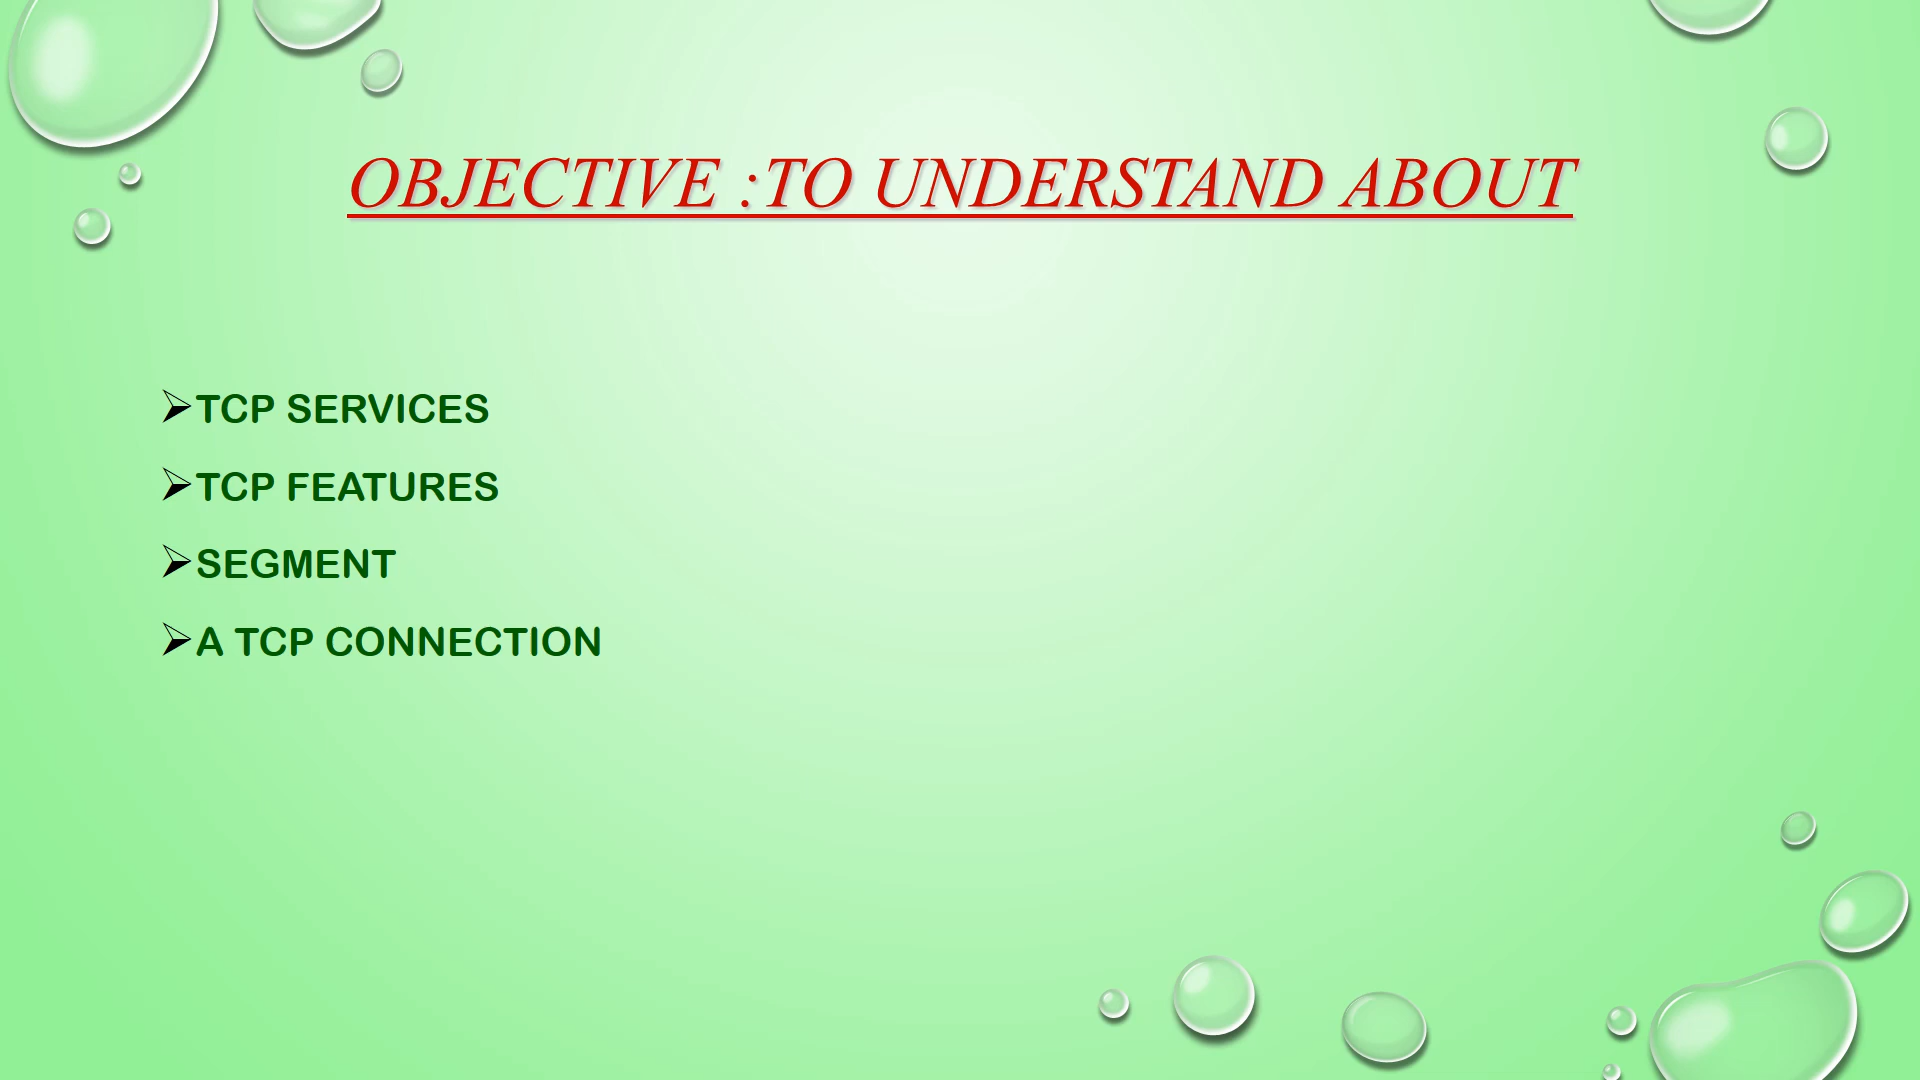 OBJECTIVE :TO UNDERSTAND ABOUT
➢TCP SERVICES
➢TCP FEATURES
➢SEGMENT
➢A TCP CONNECTION